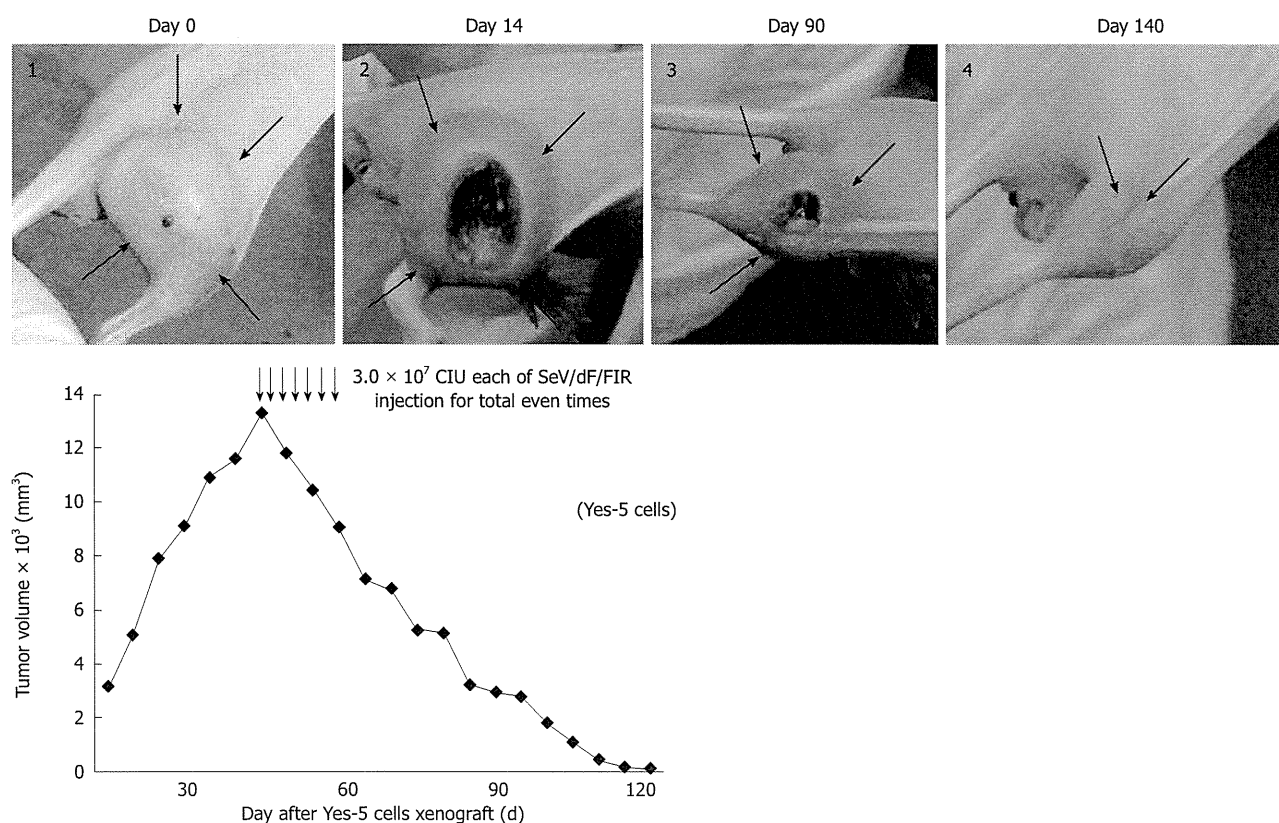 Day 0
Day 14
Day 90
Day 140
1
2
3
4
3.0 × 10⁷ CIU each of SeV/dF/FIR
injection for total even times
(Yes-5 cells)
Tumor volume × 10³ (mm³)
14
12
10
8
6
4
2
0
30
60
90
120
Day after Yes-5 cells xenograft (d)